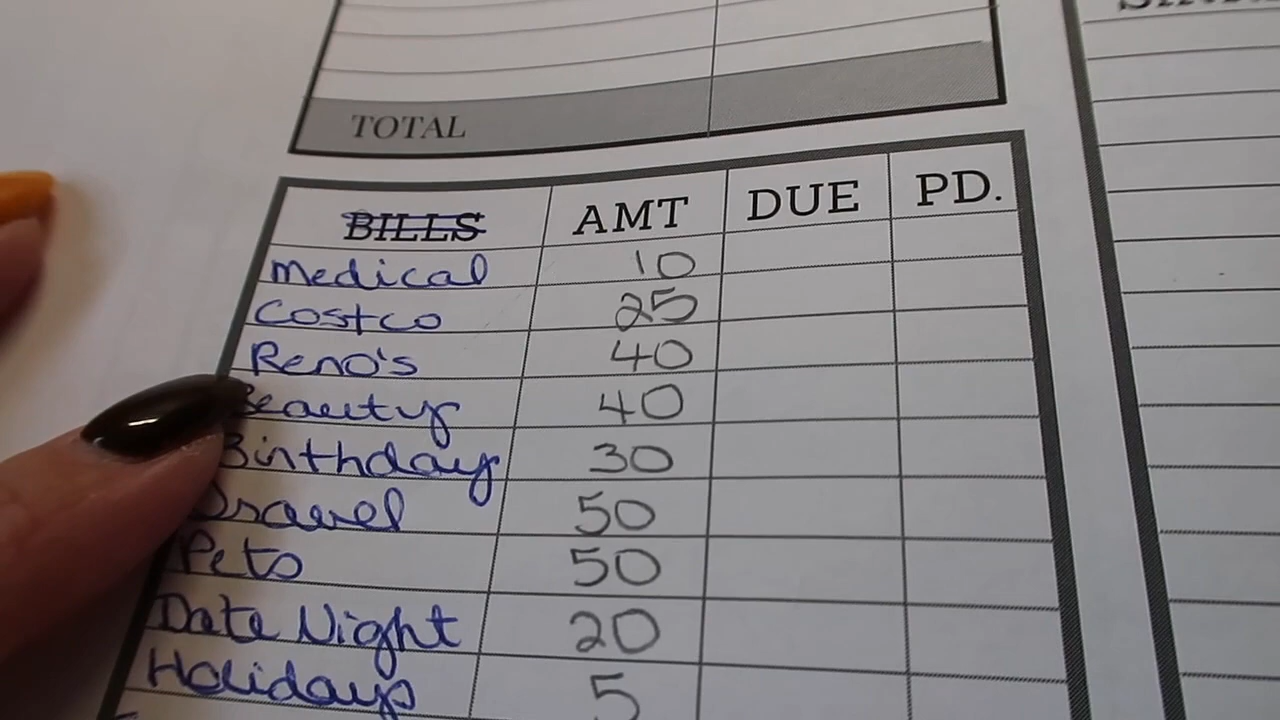 TOTAL
BILLS AMT DUE PD.
Medical 10
Costco 25
Reno's 40
Beauty 40
Birthday 30
Travel 50
Pets 50
Date Night 20
Holidays 5